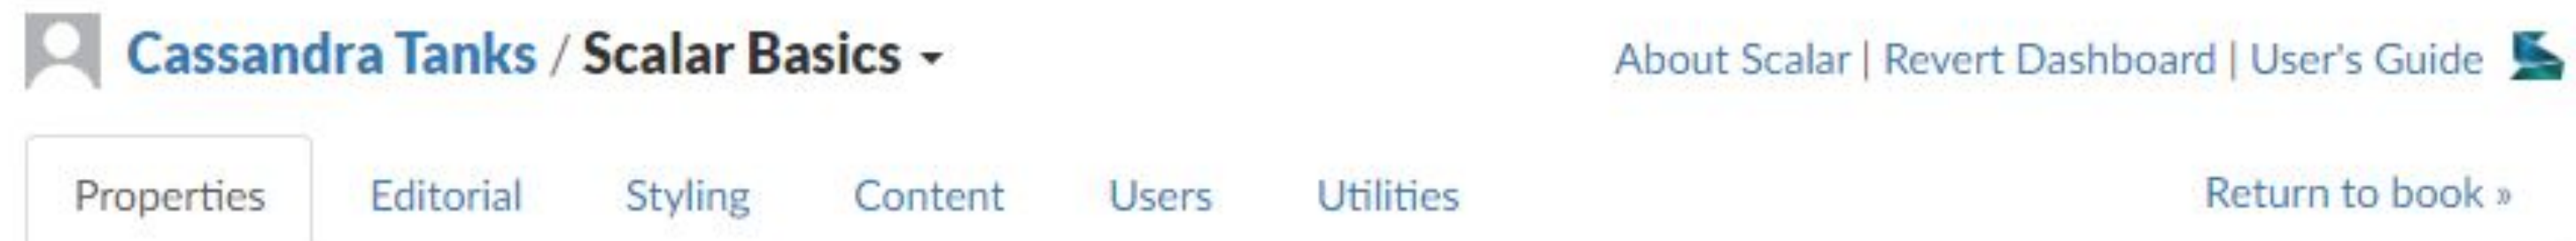 Cassandra Tanks / Scalar Basics
About Scalar | Revert Dashboard | User's Guide
Properties Editorial Styling Content Users Utilities Return to book »